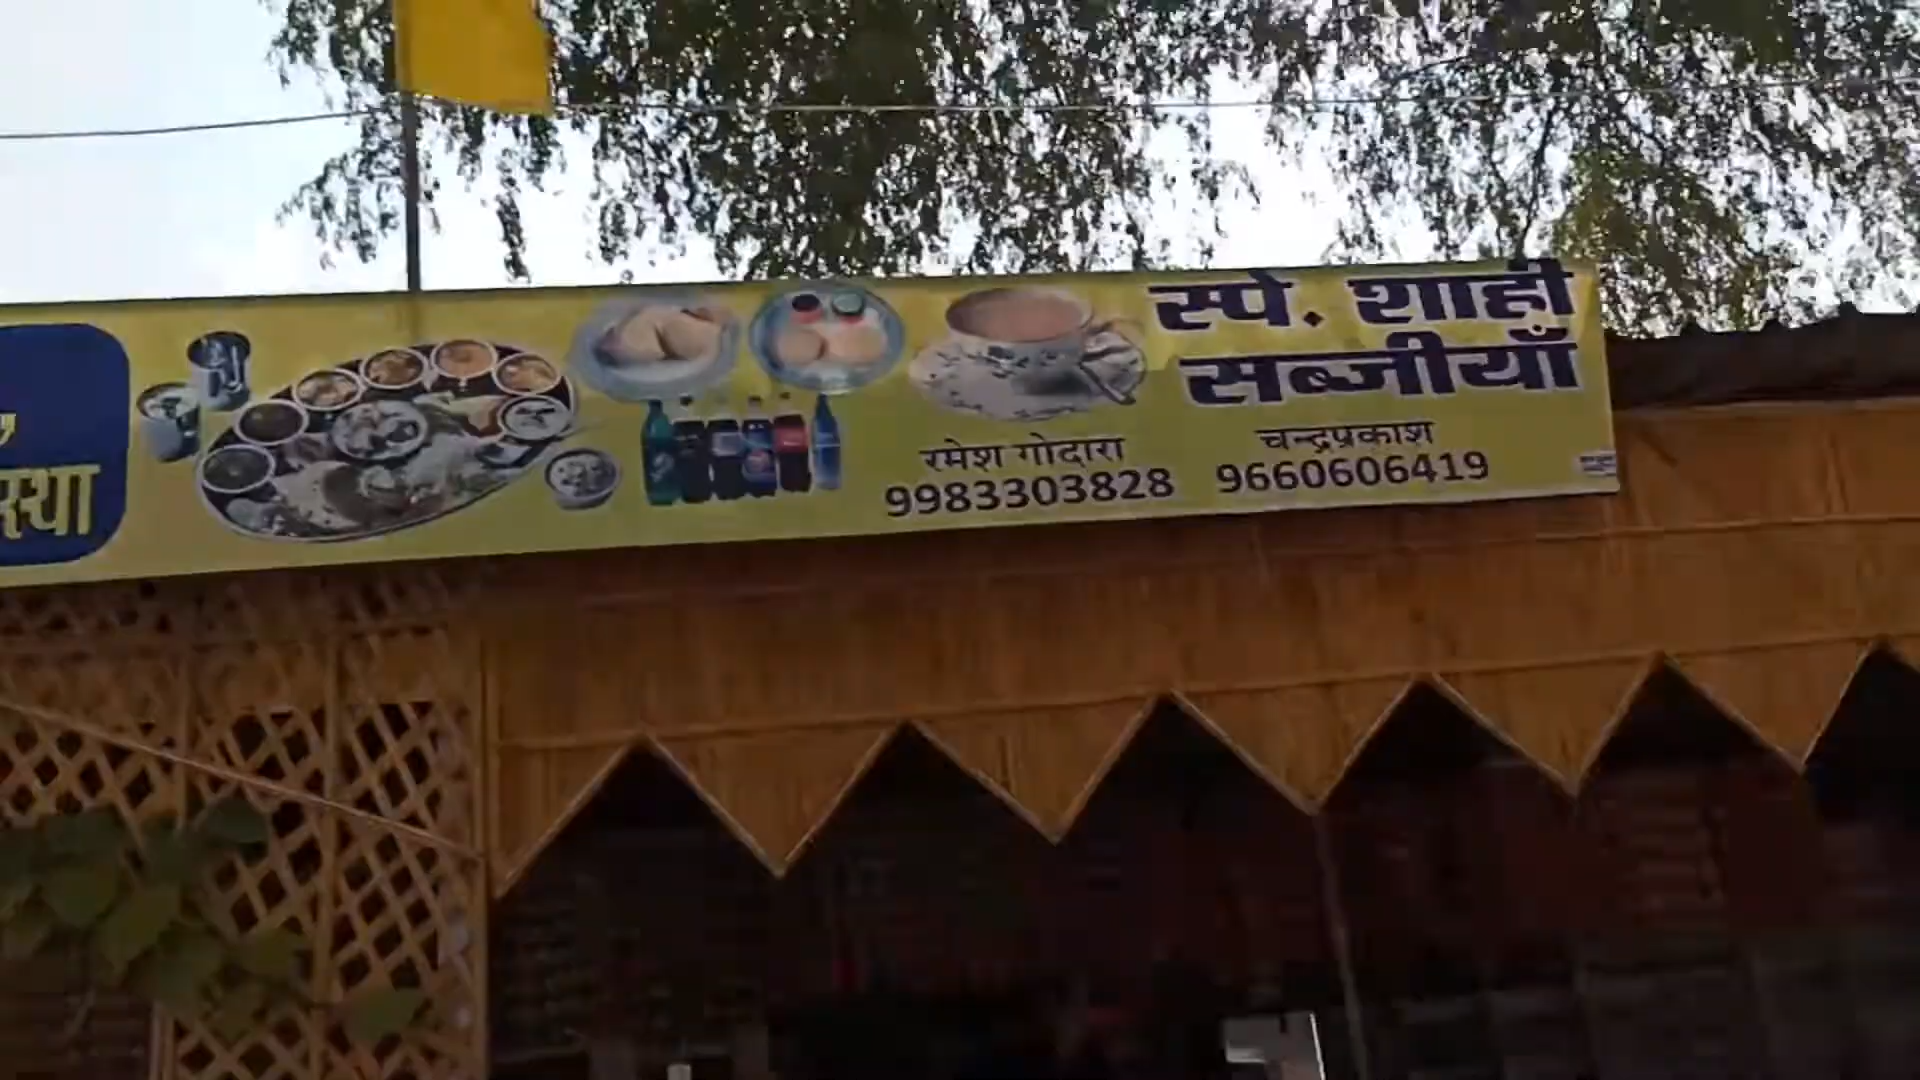 स्पे. शाही
सब्जीयाँ
रमेश गोदारा
चन्द्रप्रकाश
9983303828
9660606419